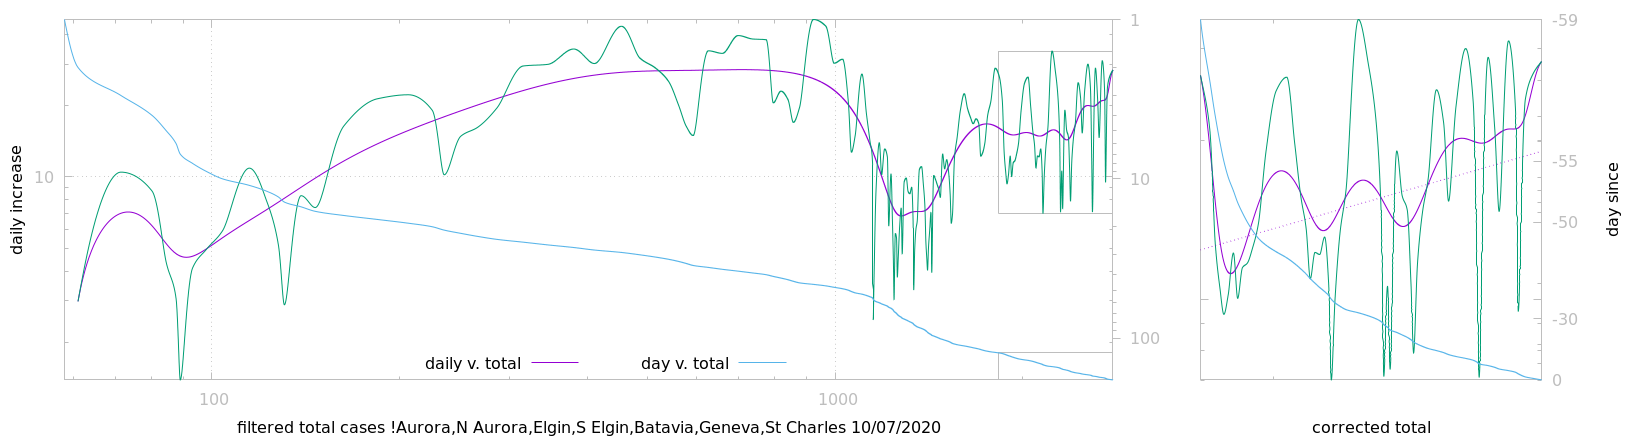 daily increase
10
100
1000
1
10
100
daily v. total
day v. total
filtered total cases !Aurora,N Aurora,Elgin,S Elgin,Batavia,Geneva,St Charles 10/07/2020
-59
-55
-50
-30
0
day since
corrected total